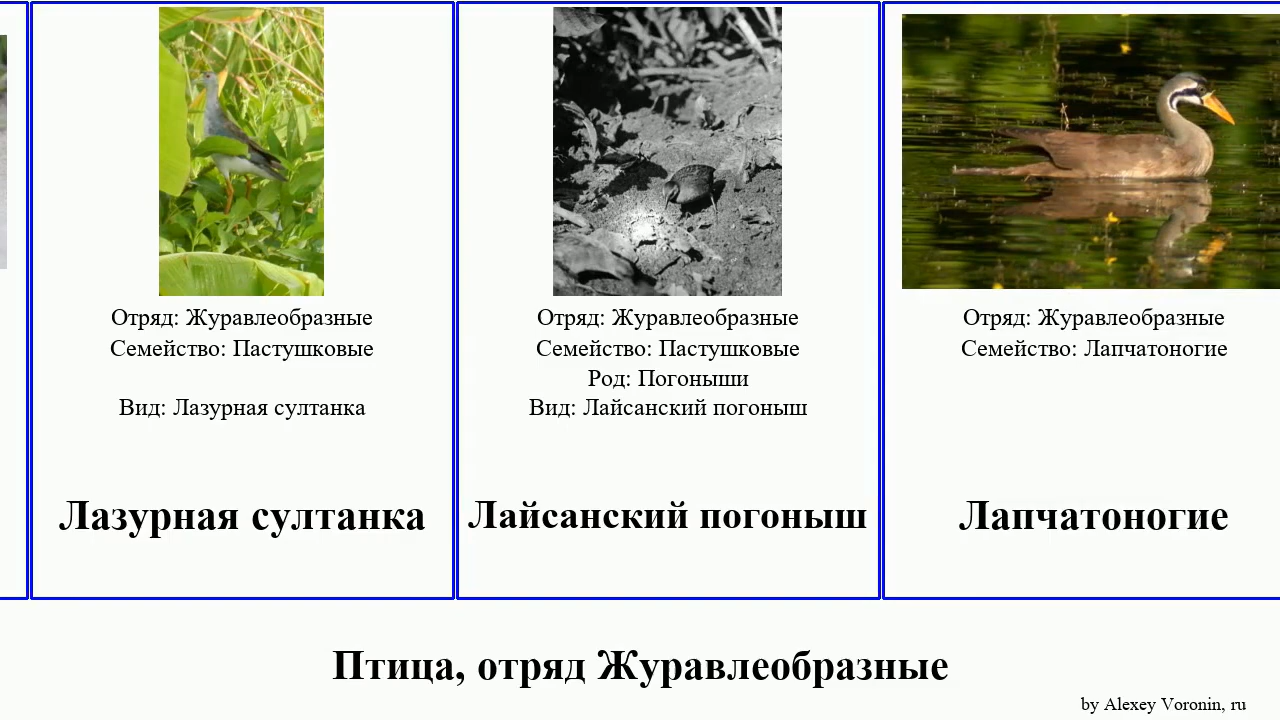 Отряд: Журавлеобразные
Семейство: Пастушковые
Вид: Лазурная султанка
Лазурная султанка
Отряд: Журавлеобразные
Семейство: Пастушковые
Род: Погоныши
Вид: Лайсанский погоныш
Лайсанский погоныш
Отряд: Журавлеобразные
Семейство: Лапчатоногие
Лапчатоногие
Птица, отряд Журавлеобразные
by Alexey Voronin, ru